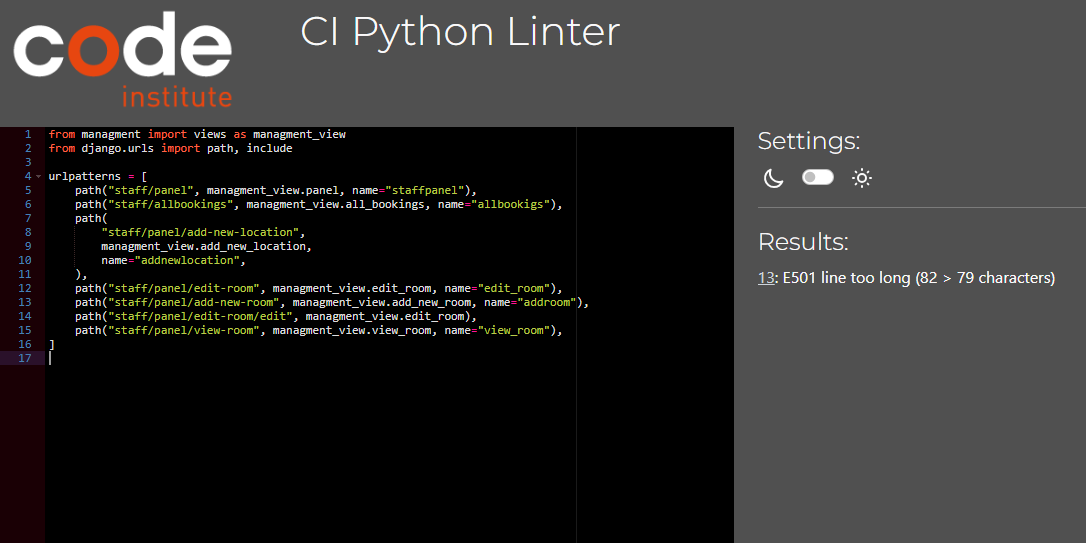 code
institute
CI Python Linter
1 from managment import views as managment_view
2 from django.urls import path, include
3
4 urlpatterns = [
5     path("staff/panel", managment_view.panel, name="staffpanel"),
6     path("staff/allbookings", managment_view.all_bookings, name="allbookigs"),
7     path(
8         "staff/panel/add-new-location",
9         managment_view.add_new_location,
10         name="addnewlocation",
11     ),
12     path("staff/panel/edit-room", managment_view.edit_room, name="edit_room"),
13     path("staff/panel/add-new-room", managment_view.add_new_room, name="addroom"),
14     path("staff/panel/edit-room/edit", managment_view.edit_room),
15     path("staff/panel/view-room", managment_view.view_room, name="view_room"),
16 ]
17
Settings:
Results:
13: E501 line too long (82 > 79 characters)